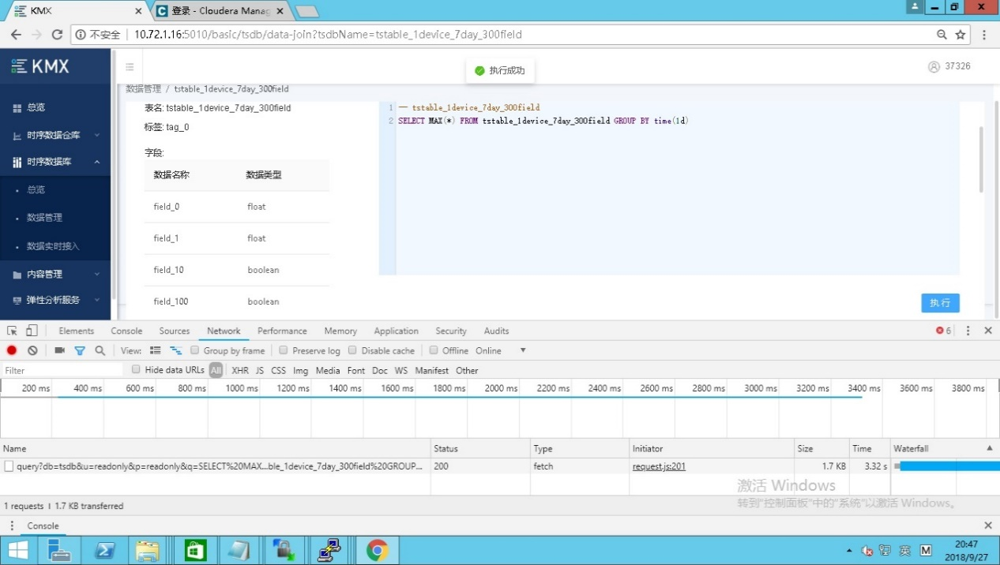 KMX
登录 - Cloudera Manag
不安全 | 10.72.1.16:5010/basic/tsdb/data-join?tsdbName=tstable_1device_7day_300field
KMX
执行成功
37326
数据管理 / tstable_1device_7day_300field
总览
时序数据仓库
时序数据库
总览
数据管理
数据实时接入
内容管理
弹性分析服务
表名: tstable_1device_7day_300field
标签: tag_0
字段:
数据名称 数据类型
field_0 float
field_1 float
field_10 boolean
field_100 boolean
1 — tstable_1device_7day_300field
2 SELECT MAX(*) FROM tstable_1device_7day_300field GROUP BY time(1d)
执行
Elements Console Sources Network Performance Memory Application Security Audits 6
View: Group by frame Preserve log Disable cache Offline Online
Filter Hide data URLs All XHR JS CSS Img Media Font Doc WS Manifest Other
200 ms 400 ms 600 ms 800 ms 1000 ms 1200 ms 1400 ms 1600 ms 1800 ms 2000 ms 2200 ms 2400 ms 2600 ms 2800 ms 3000 ms 3200 ms 3400 ms 3600 ms 3800 ms
Name Status Type Initiator Size Time Waterfall
query?db=tsdb&u=readonly&p=readonly&q=SELECT%20MAX...ble_1device_7day_300field%20GROUP... 200 fetch request.js:201 1.7 KB 3.32 s
激活 Windows
转到"控制面板"中的"系统"以激活 Windows。
1 requests | 1.7 KB transferred
Console
英 M
20:47
2018/9/27